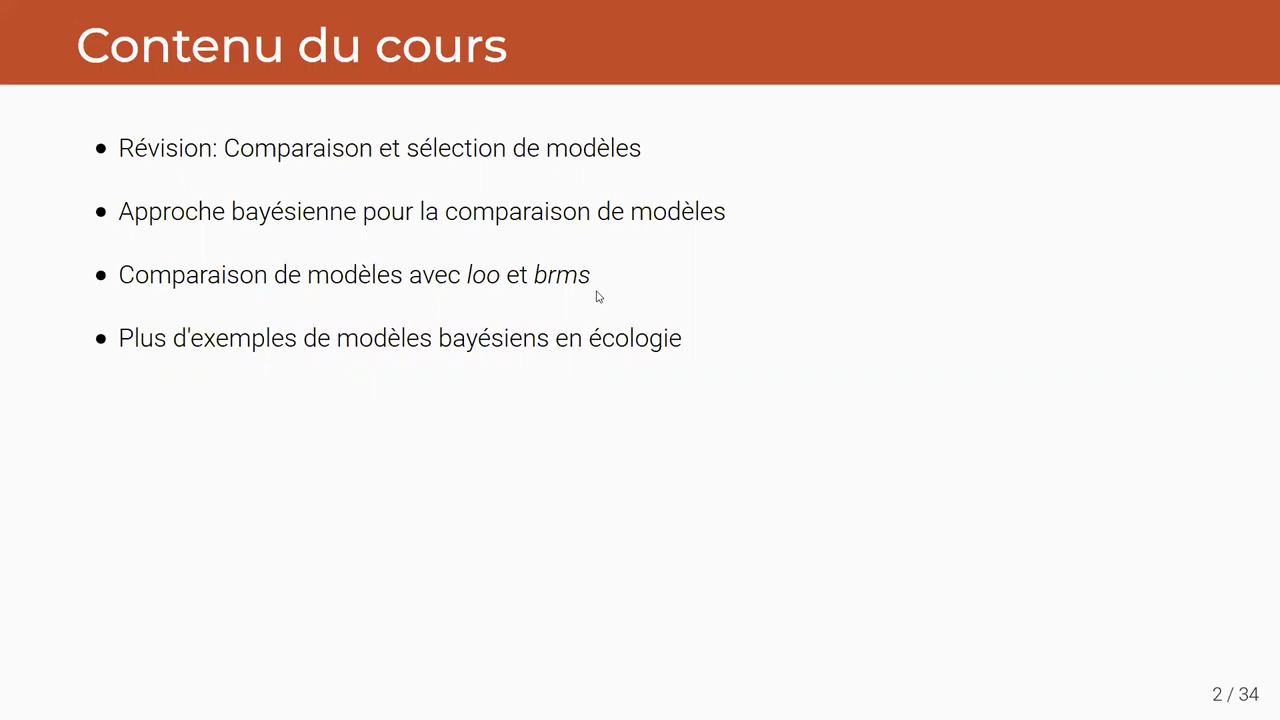 Contenu du cours
• Révision: Comparaison et sélection de modèles
• Approche bayésienne pour la comparaison de modèles
• Comparaison de modèles avec loo et brms
• Plus d'exemples de modèles bayésiens en écologie
2 / 34